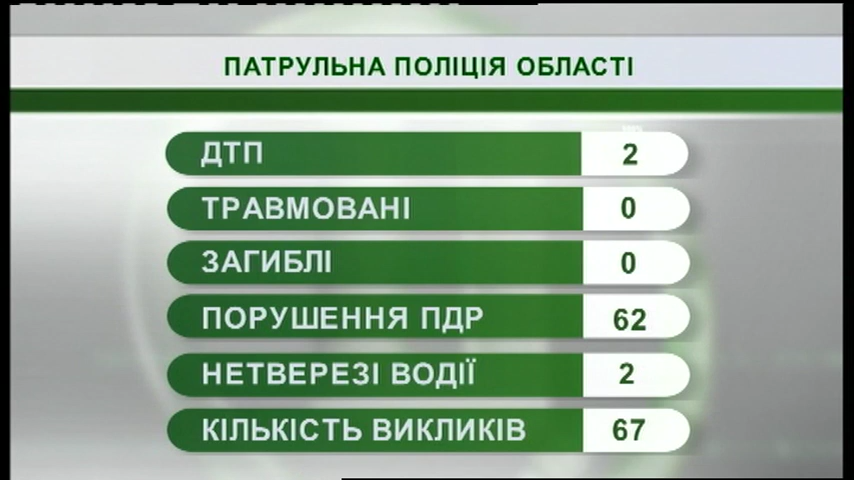 ПАТРУЛЬНА ПОЛІЦІЯ ОБЛАСТІ
ДТП 2
ТРАВМОВАНІ 0
ЗАГИБЛІ 0
ПОРУШЕННЯ ПДР 62
НЕТВЕРЕЗІ ВОДІЇ 2
КІЛЬКІСТЬ ВИКЛИКІВ 67